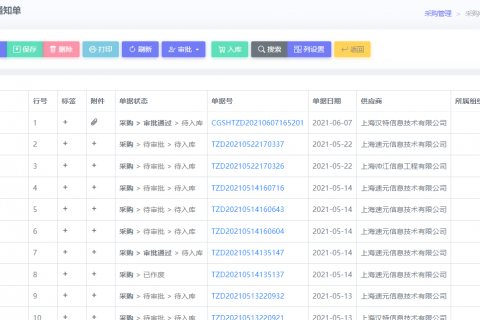 知单
采购管理 >
保存 删除 打印 刷新 审批 入库 搜索 列设置 返回
行号 标签 附件 单据状态 单据号 单据日期 供应商 所属组
1 + 采购 > 审批通过 > 待入库 CGSHTZD20210607165201 2021-06-07 上海汉特信息技术有限公司
2 + + 采购 > 待审批 > 待入库 TZD20210522170337 2021-05-22 上海速元信息技术有限公司
3 + + 采购 > 待审批 > 待入库 TZD20210522170326 2021-05-22 上海帅江信息工程有限公司
4 + + 采购 > 待审批 > 待入库 TZD20210514160716 2021-05-14 上海速元信息技术有限公司
5 + + 采购 > 待审批 > 待入库 TZD20210514160643 2021-05-14 上海速元信息技术有限公司
6 + + 采购 > 待审批 > 待入库 TZD20210514160604 2021-05-14 上海速元信息技术有限公司
7 + + 采购 > 审批通过 > 待入库 TZD20210514135147 2021-05-14 上海速元信息技术有限公司
8 + + 采购 > 已作废 TZD20210514135137 2021-05-14 上海速元信息技术有限公司
9 + + 采购 > 待审批 > 待入库 TZD20210513220932 2021-05-13 上海速元信息技术有限公司
10 + + 采购 > 待审批 > 待入库 TZD20210513220921 2021-05-13 上海速元信息技术有限公司